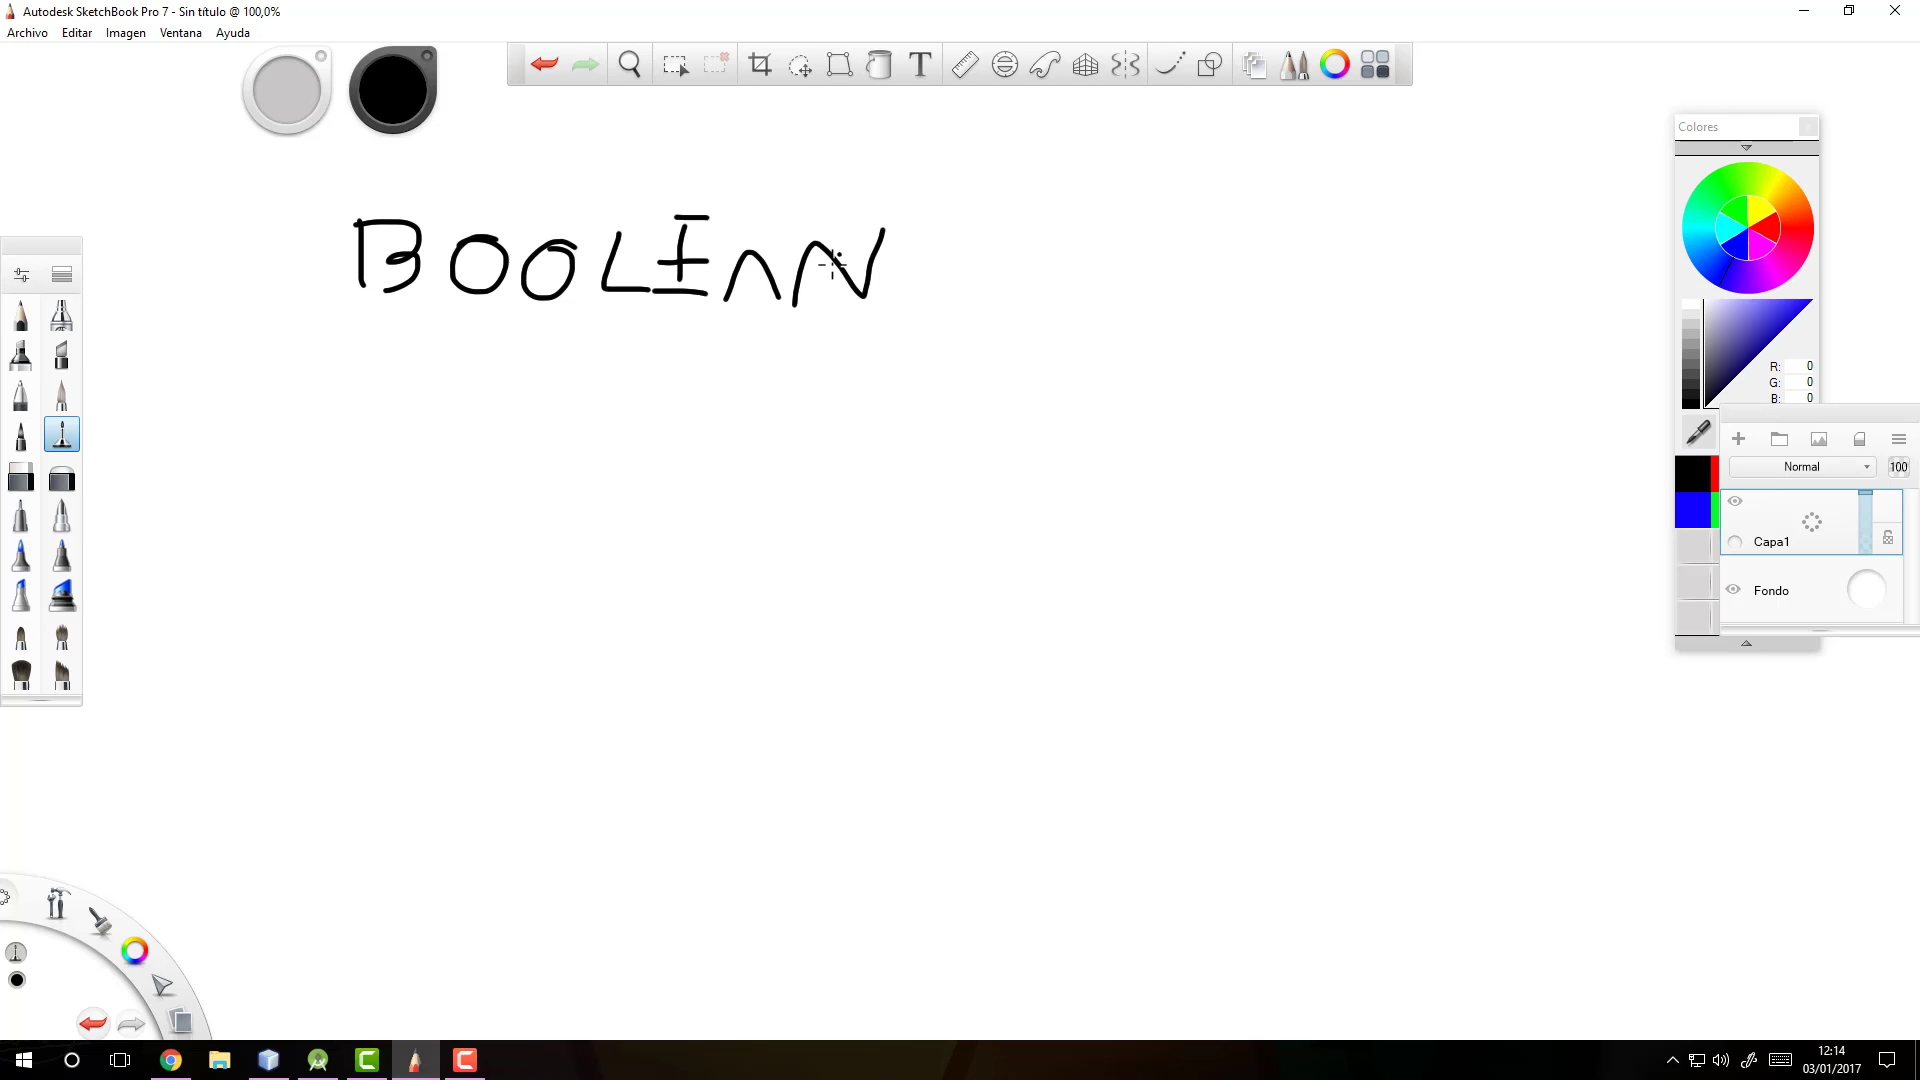 Autodesk SketchBook Pro 7 - Sin título @ 100,0%
Archivo Editar Imagen Ventana Ayuda
Colores
BOOLEAN
R: 0
G: 0
B: 0
Normal 100
Capa1
Fondo
12:14
03/01/2017